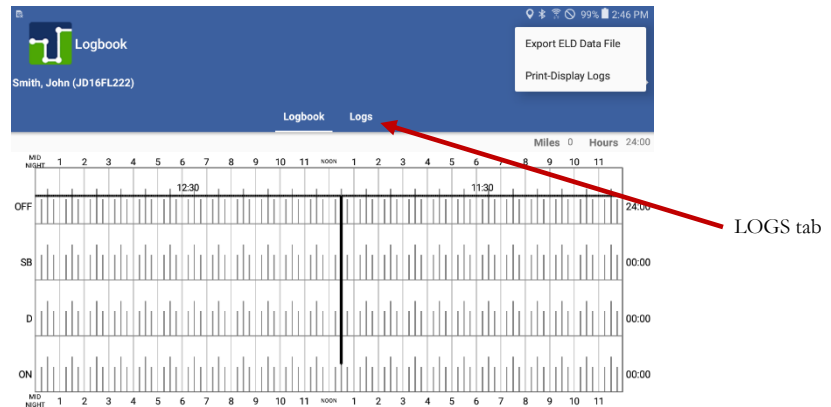 99% 2:46 PM
Logbook
Export ELD Data File
Print-Display Logs
Smith, John (JD16FL222)
Logbook Logs
Miles 0 Hours 24:00
MID NIGHT 1 2 3 4 5 6 7 8 9 10 11 NOON 1 2 3 4 5 6 7 8 9 10 11
12:30 11:30
OFF 24:00
LOGS tab
SB 00:00
D 00:00
ON 00:00
MID NIGHT 1 2 3 4 5 6 7 8 9 10 11 NOON 1 2 3 4 5 6 7 8 9 10 11